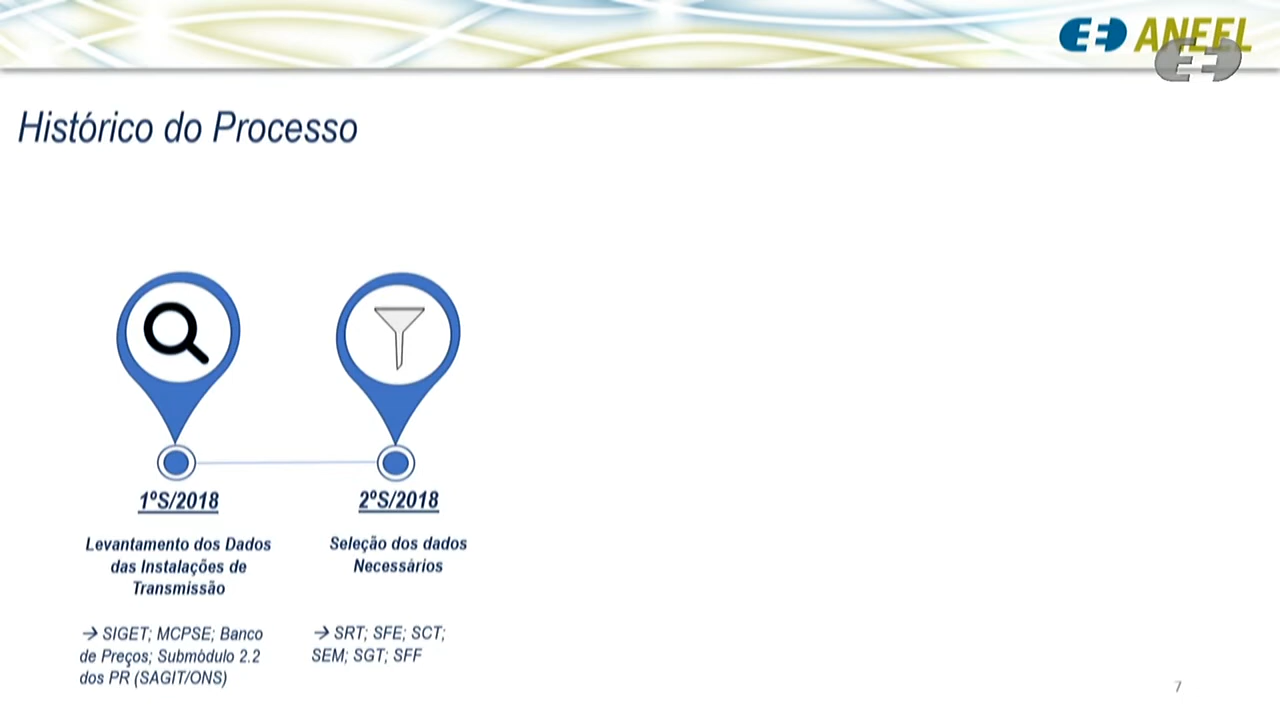 ANEEL
Histórico do Processo
1ºS/2018
Levantamento dos Dados
das Instalações de
Transmissão
→ SIGET; MCPSE; Banco
de Preços; Submódulo 2.2
dos PR (SAGIT/ONS)
2ºS/2018
Seleção dos dados
Necessários
→ SRT; SFE; SCT;
SEM; SGT; SFF
7